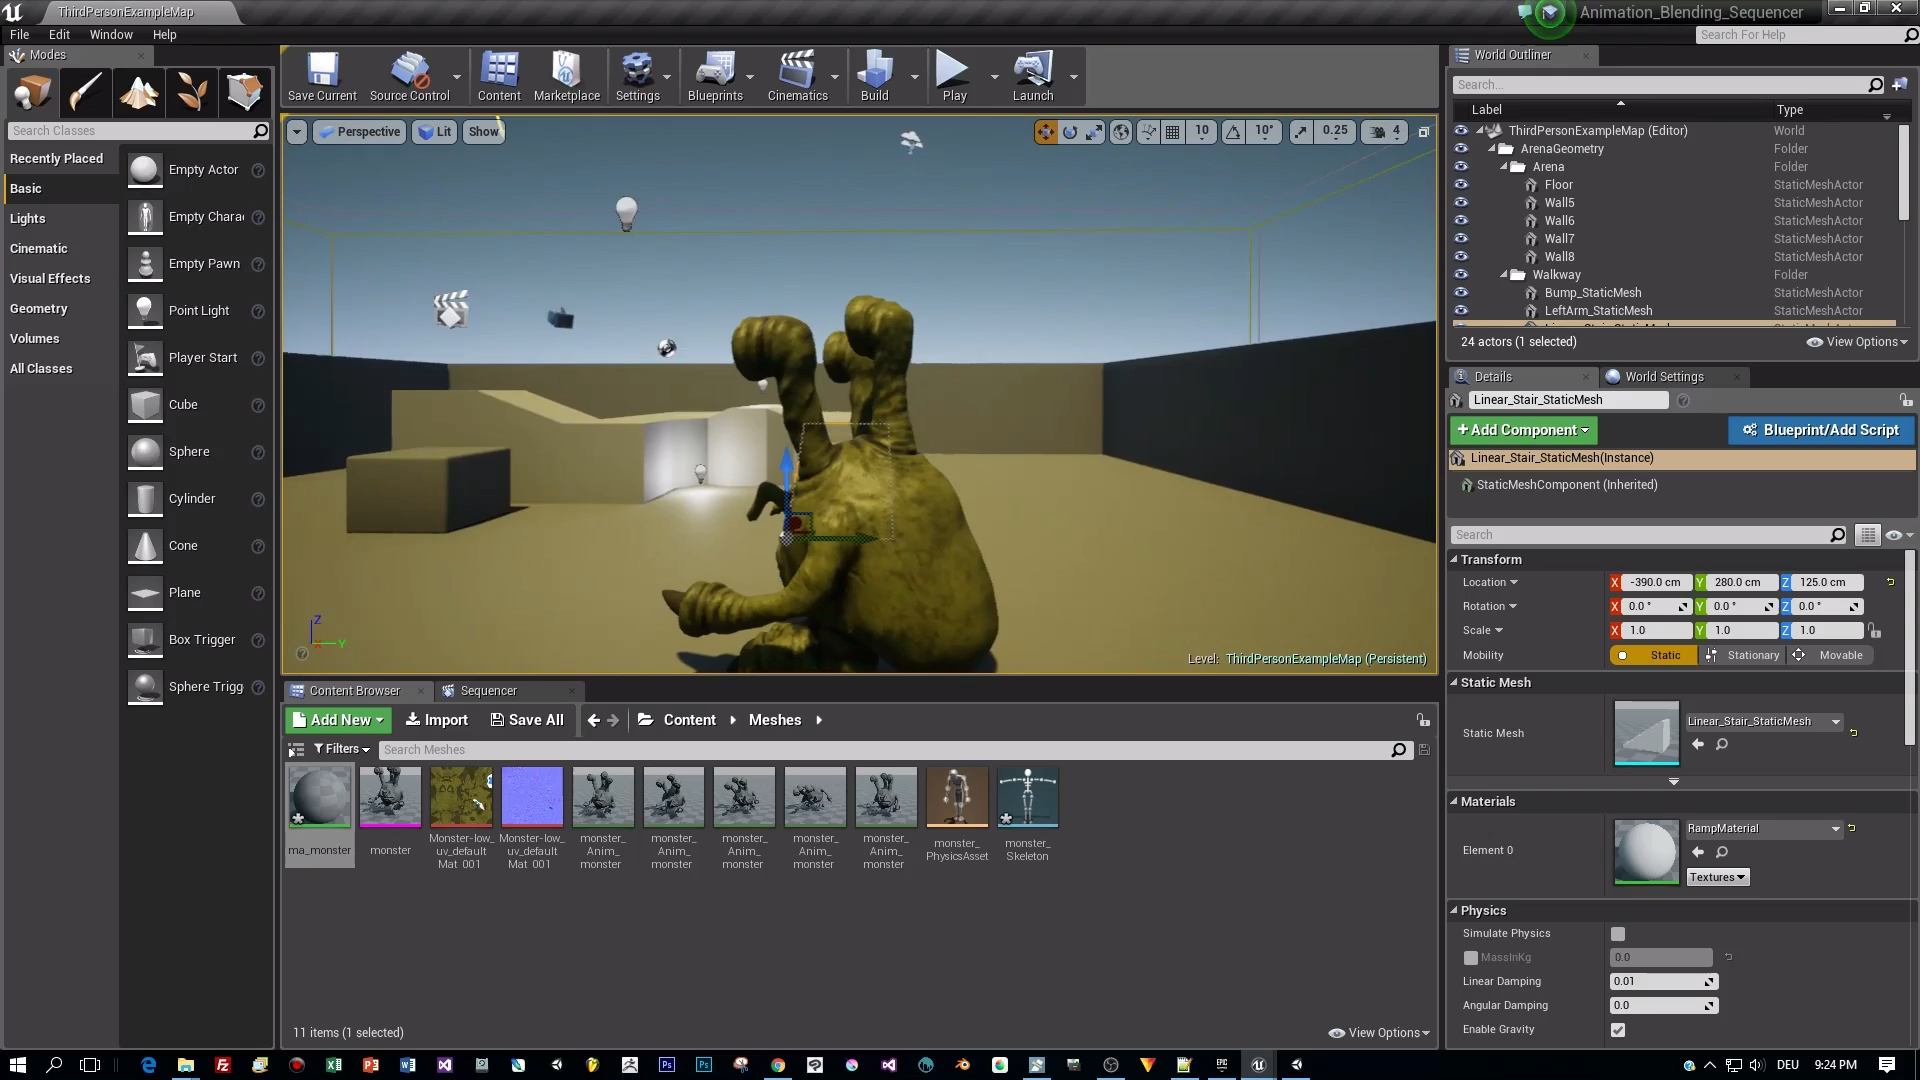 ThirdPersonExampleMap
Animation_Blending_Sequencer
File Edit Window Help
Search For Help
Modes
Search Classes
Recently Placed
Basic
Lights
Cinematic
Visual Effects
Geometry
Volumes
All Classes
Empty Actor
Empty Chara
Empty Pawn
Point Light
Player Start
Cube
Sphere
Cylinder
Cone
Plane
Box Trigger
Sphere Trigg
Save Current Source Control Content Marketplace Settings Blueprints Cinematics Build Play Launch
Perspective Lit Show
10 10° 0.25 4
Z
X Y
Level: ThirdPersonExampleMap (Persistent)
Content Browser Sequencer
Add New Import Save All Content Meshes
Filters Search Meshes
ma_monster
monster
Monster-low_
uv_default
Mat_001
Monster-low_
uv_default
Mat_001
monster_
Anim_
monster
monster_
Anim_
monster
monster_
Anim_
monster
monster_
Anim_
monster
monster_
Anim_
monster
monster_
PhysicsAsset
monster_
Skeleton
11 items (1 selected)
View Options
World Outliner
Search...
Label Type
ThirdPersonExampleMap (Editor) World
ArenaGeometry Folder
Arena Folder
Floor StaticMeshActor
Wall5 StaticMeshActor
Wall6 StaticMeshActor
Wall7 StaticMeshActor
Wall8 StaticMeshActor
Walkway Folder
Bump_StaticMesh StaticMeshActor
LeftArm_StaticMesh StaticMeshActor
24 actors (1 selected) View Options
Details World Settings
Linear_Stair_StaticMesh
+Add Component Blueprint/Add Script
Linear_Stair_StaticMesh(Instance)
StaticMeshComponent (Inherited)
Search
Transform
Location X -390.0 cm Y 280.0 cm Z 125.0 cm
Rotation X 0.0 ° Y 0.0 ° Z 0.0 °
Scale X 1.0 Y 1.0 Z 1.0
Mobility Static Stationary Movable
Static Mesh
Static Mesh Linear_Stair_StaticMesh
Materials
Element 0 RampMaterial
Textures
Physics
Simulate Physics
MassInKg 0.0
Linear Damping 0.01
Angular Damping 0.0
Enable Gravity
DEU 9:24 PM